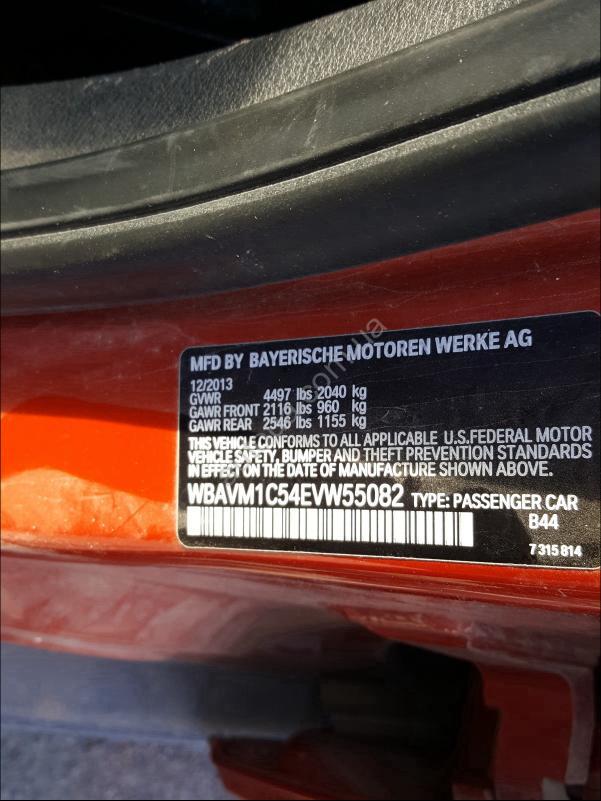 MFD BY BAYERISCHE MOTOREN WERKE AG
12/2013
GVWR 4497 lbs 2040 kg
GAWR FRONT 2116 lbs 960 kg
GAWR REAR 2546 lbs 1155 kg
THIS VEHICLE CONFORMS TO ALL APPLICABLE U.S.FEDERAL MOTOR
VEHICLE SAFETY, BUMPER AND THEFT PREVENTION STANDARDS
IN EFFECT ON THE DATE OF MANUFACTURE SHOWN ABOVE.
WBAVM1C54EVW55082 TYPE: PASSENGER CAR
B44
7 315 814